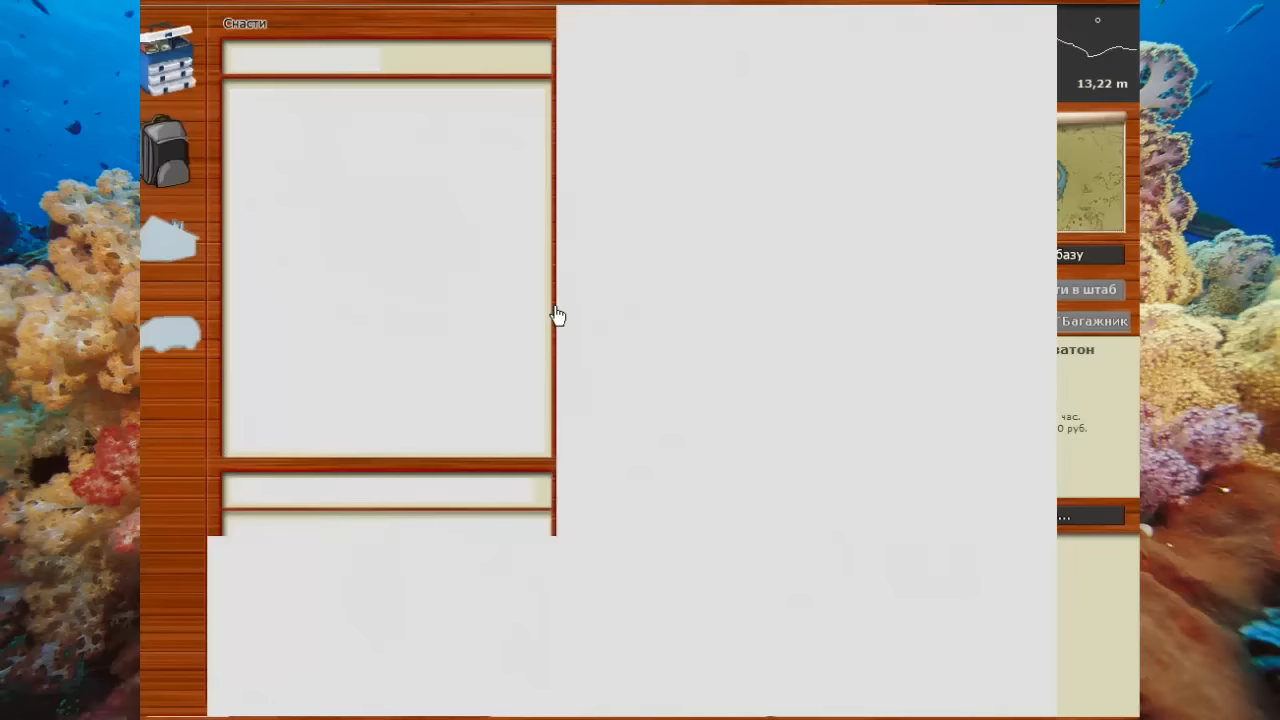 Снасти
13,22 m
базу
ти в штаб
Багажник
затон
час.
0 руб.
...